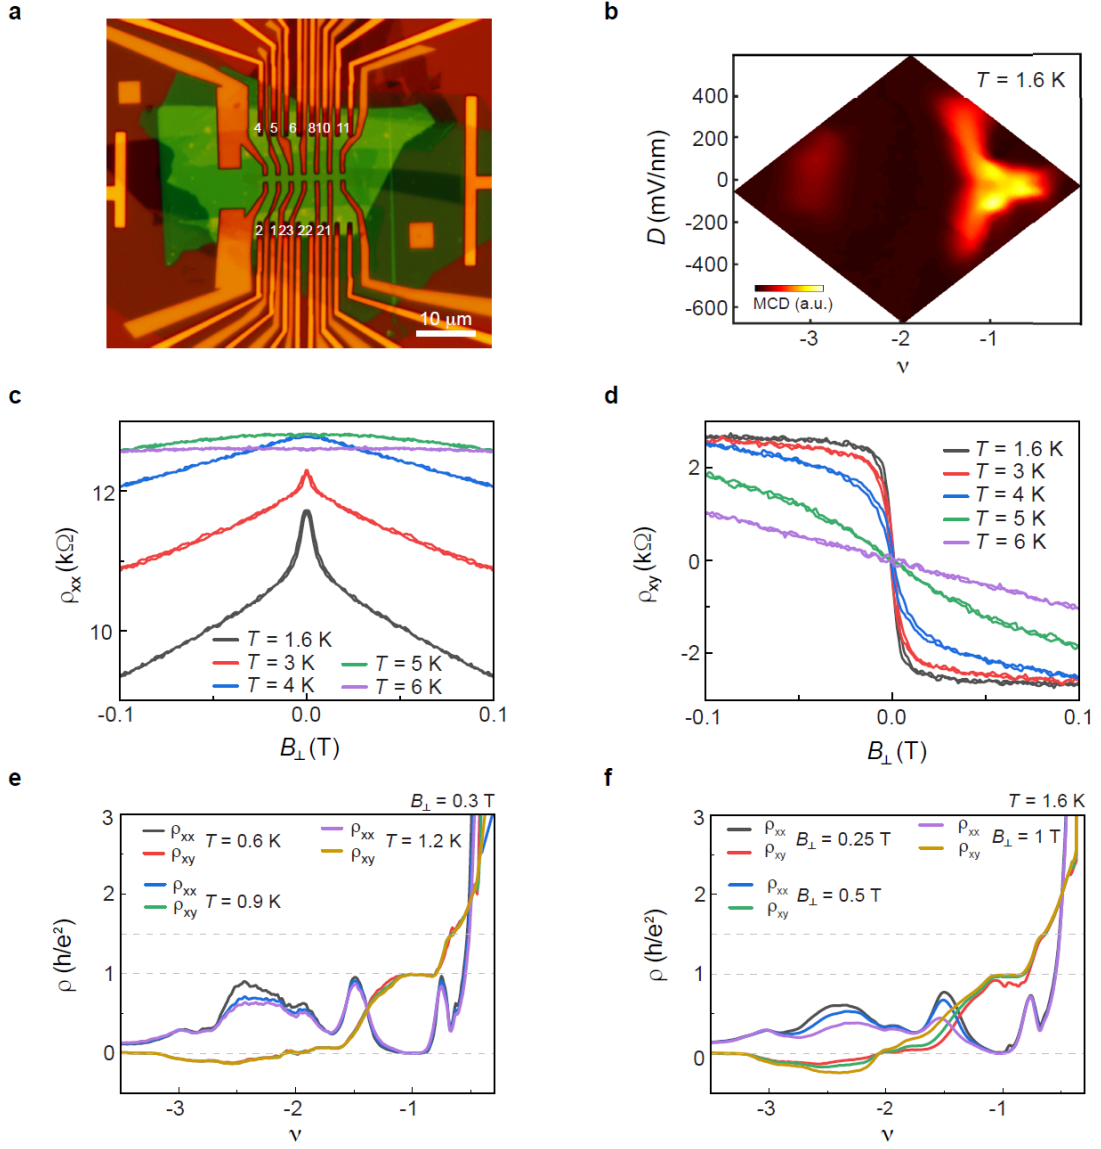 a
4 5 6 8 10 11
2 1 23 22 21
10 µm
b
T = 1.6 K
400
200
0
-200
-400
-600
D (mV/nm)
MCD (a.u.)
-3 -2 -1
ν
c
12
10
ρxx (kΩ)
T = 1.6 K
T = 3 K
T = 4 K
T = 5 K
T = 6 K
-0.1 0.0 0.1
B⊥ (T)
d
2
0
-2
ρxy (kΩ)
T = 1.6 K
T = 3 K
T = 4 K
T = 5 K
T = 6 K
-0.1 0.0 0.1
B⊥ (T)
e
B⊥ = 0.3 T
3
2
1
0
ρ (h/e²)
ρxx
ρxy
T = 0.6 K
ρxx
ρxy
T = 0.9 K
ρxx
ρxy
T = 1.2 K
-3 -2 -1
ν
f
T = 1.6 K
3
2
1
0
ρ (h/e²)
ρxx
ρxy
B⊥ = 0.25 T
ρxx
ρxy
B⊥ = 0.5 T
ρxx
ρxy
B⊥ = 1 T
-3 -2 -1
ν